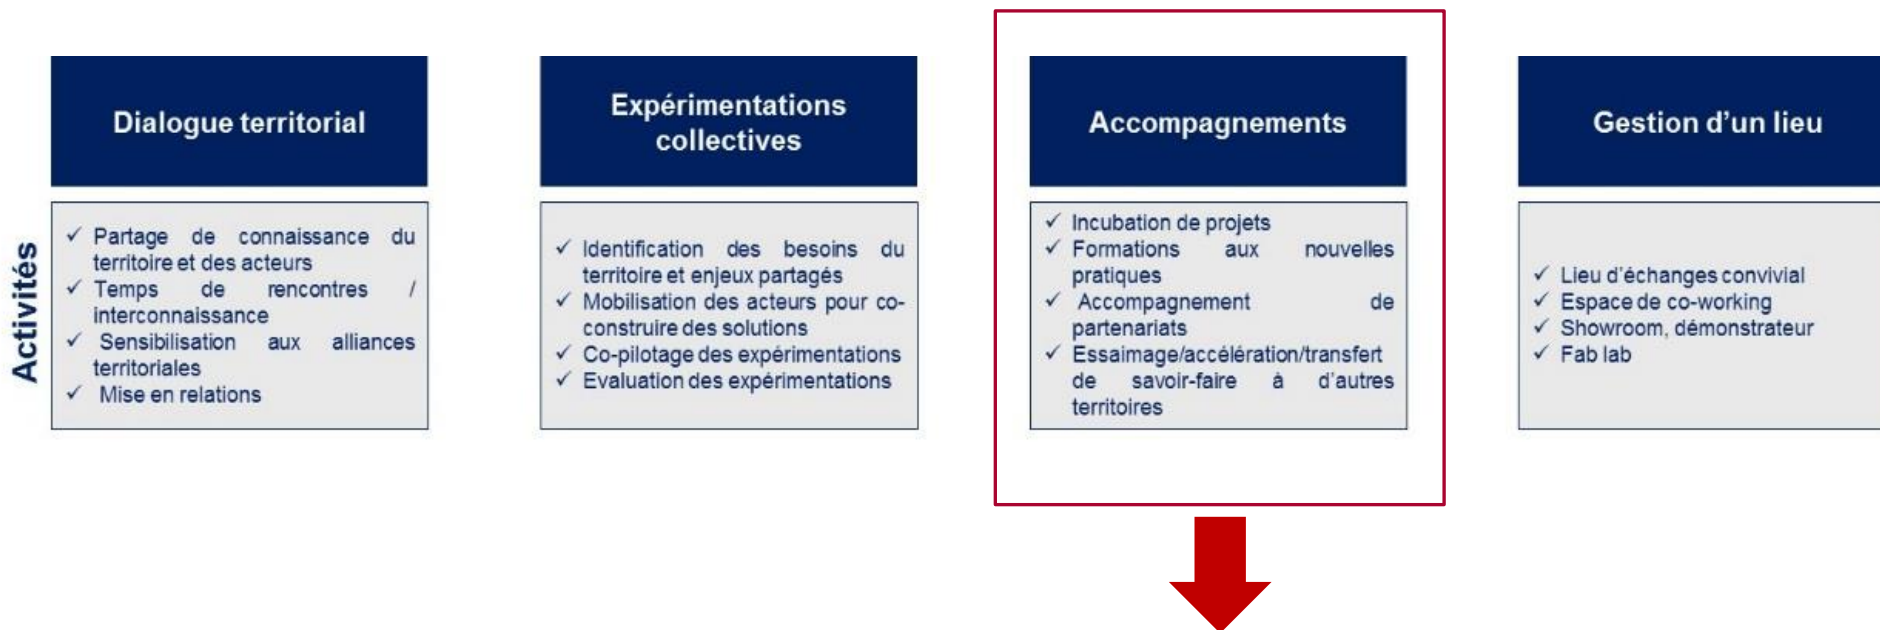 Activités
Dialogue territorial
✓ Partage de connaissance du
territoire et des acteurs
✓ Temps de rencontres /
interconnaissance
✓ Sensibilisation aux alliances
territoriales
✓ Mise en relations
Expérimentations
collectives
✓ Identification des besoins du
territoire et enjeux partagés
✓ Mobilisation des acteurs pour co-
construire des solutions
✓ Co-pilotage des expérimentations
✓ Evaluation des expérimentations
Accompagnements
✓ Incubation de projets
✓ Formations aux nouvelles
pratiques
✓ Accompagnement de
partenariats
✓ Essaimage/accélération/transfert
de savoir-faire à d'autres
territoires
Gestion d'un lieu
✓ Lieu d'échanges convivial
✓ Espace de co-working
✓ Showroom, démonstrateur
✓ Fab lab